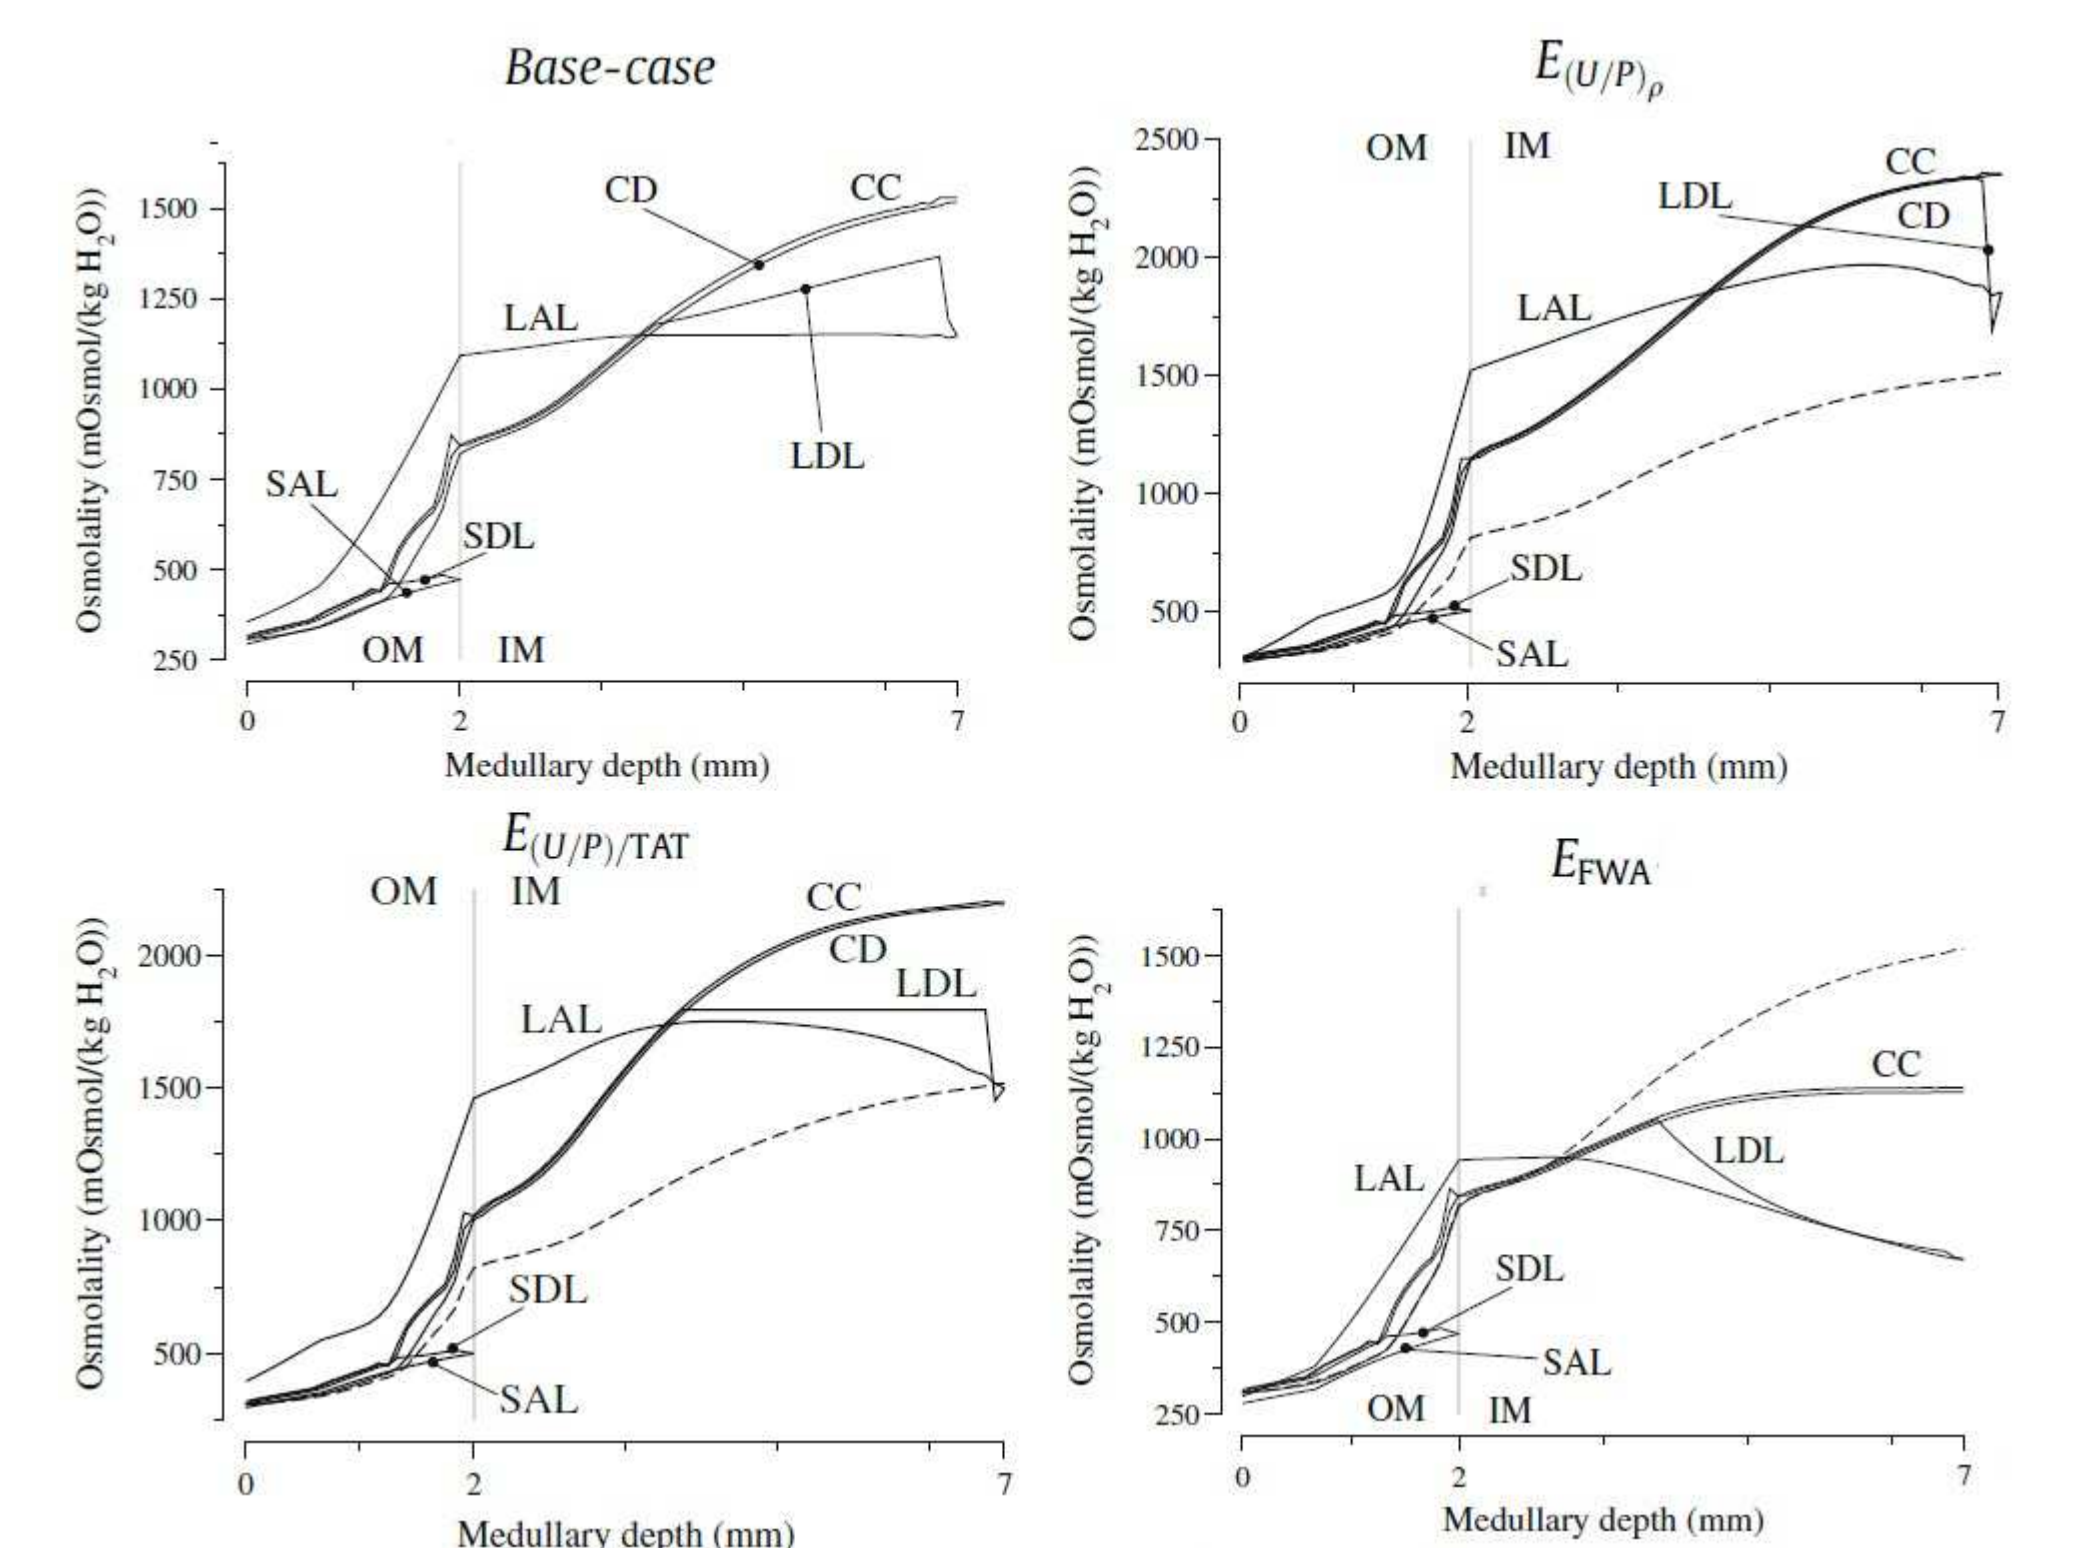 Base-case
Osmolality (mOsmol/(kg H2O))
1500
1250
1000
750
500
250
CD
CC
LAL
LDL
SAL
SDL
OM IM
0 2 7
Medullary depth (mm)
E(U/P)ρ
Osmolality (mOsmol/(kg H2O))
2500
2000
1500
1000
500
OM IM
CC
LDL
CD
LAL
SDL
SAL
0 2 7
Medullary depth (mm)
E(U/P)/TAT
Osmolality (mOsmol/(kg H2O))
2000
1500
1000
500
OM IM
CC
CD
LDL
LAL
SDL
SAL
0 2 7
Medullary depth (mm)
EFWA
Osmolality (mOsmol/(kg H2O))
1500
1250
1000
750
500
250
CC
LDL
LAL
SDL
SAL
OM IM
0 2 7
Medullary depth (mm)